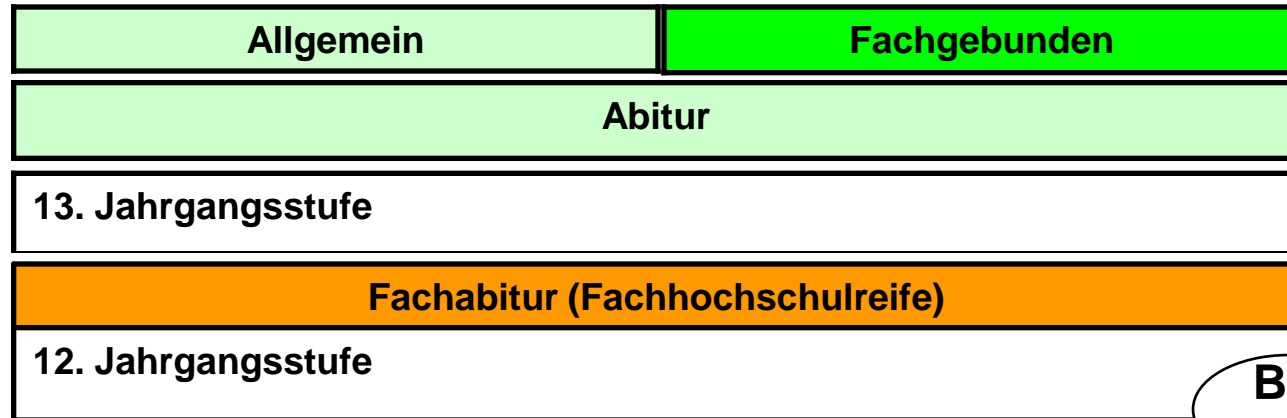 Allgemein Fachgebunden
Abitur
13. Jahrgangsstufe
Fachabitur (Fachhochschulreife)
12. Jahrgangsstufe
B